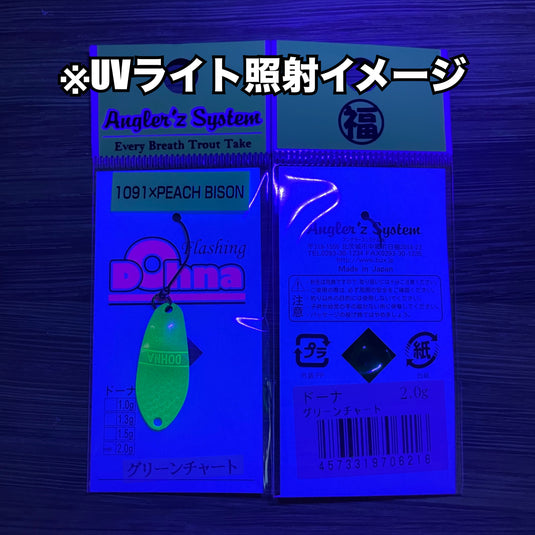 ※UVライト照射イメージ
Angler'z System
Every Breath Trout Take
福
1091×PEACH BISON
Flashing
Dohna
DOHNA
ドーナ
1.0g
1.3g
1.5g
2.0g
グリーンチャート
Angler'z System
Made in Japan
注意
プラ
紙
ドーナ 2.0g
グリーンチャート
4573319706216